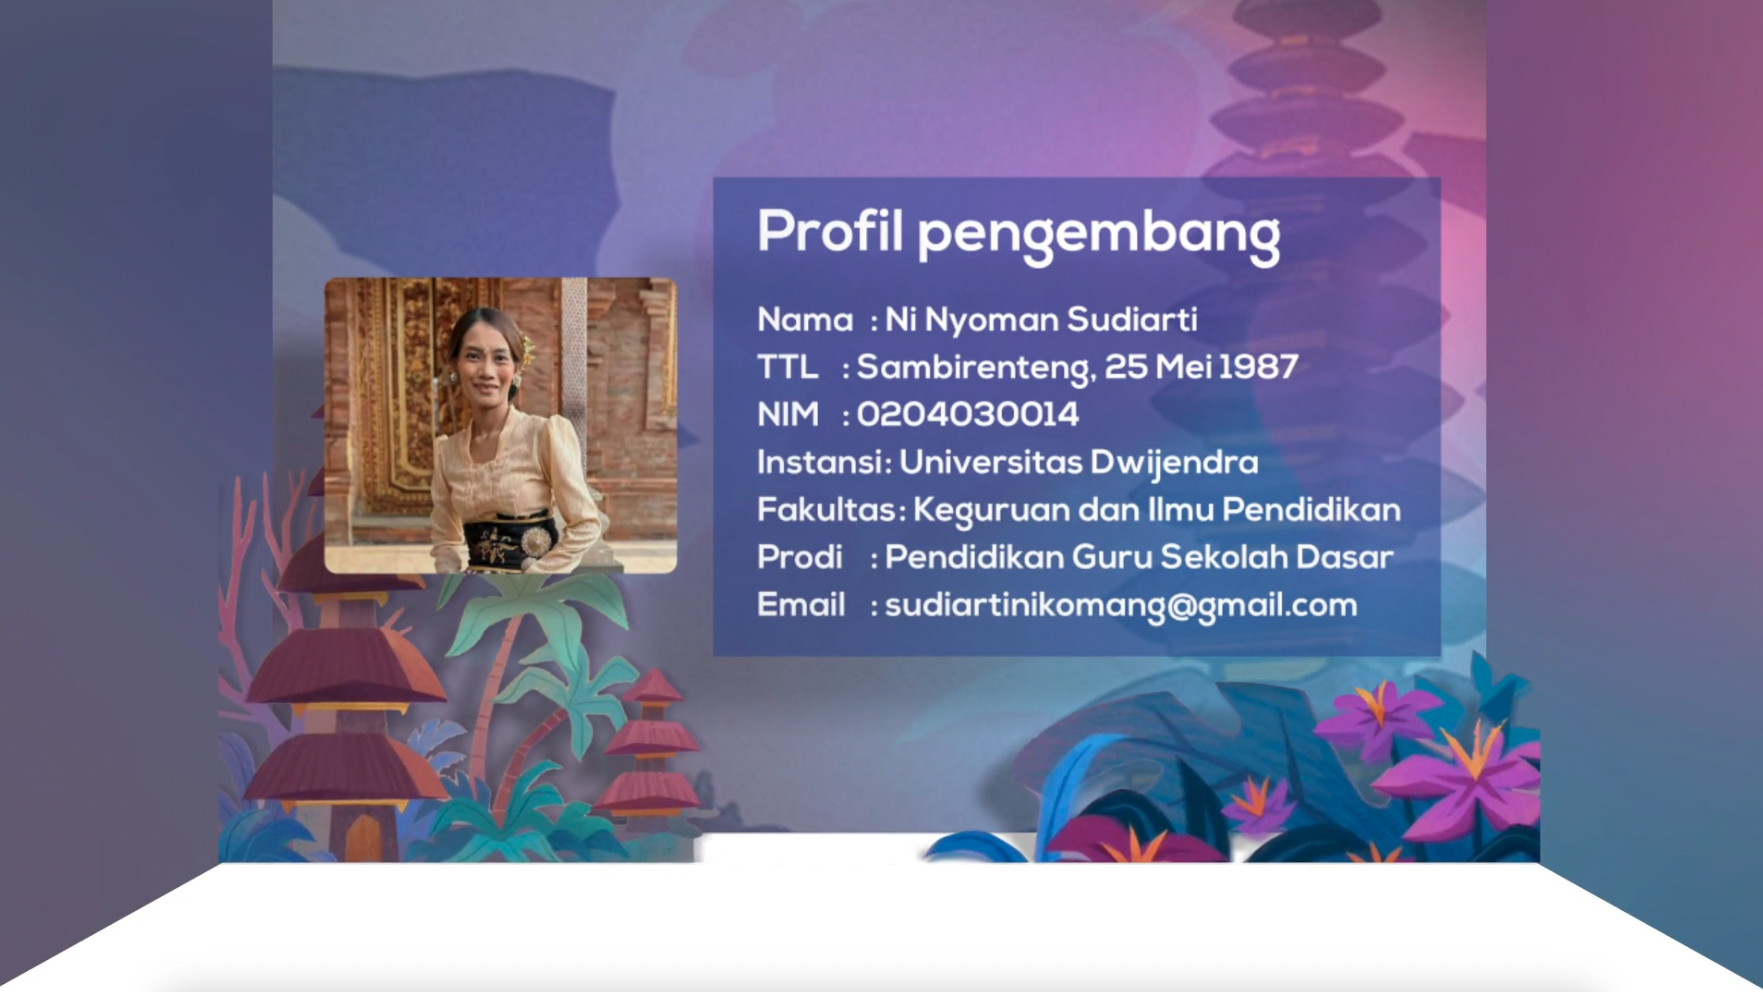 Profil pengembang
Nama : Ni Nyoman Sudiarti
TTL : Sambirenteng, 25 Mei 1987
NIM : 0204030014
Instansi: Universitas Dwijendra
Fakultas: Keguruan dan Ilmu Pendidikan
Prodi : Pendidikan Guru Sekolah Dasar
Email : sudiartinikomang@gmail.com